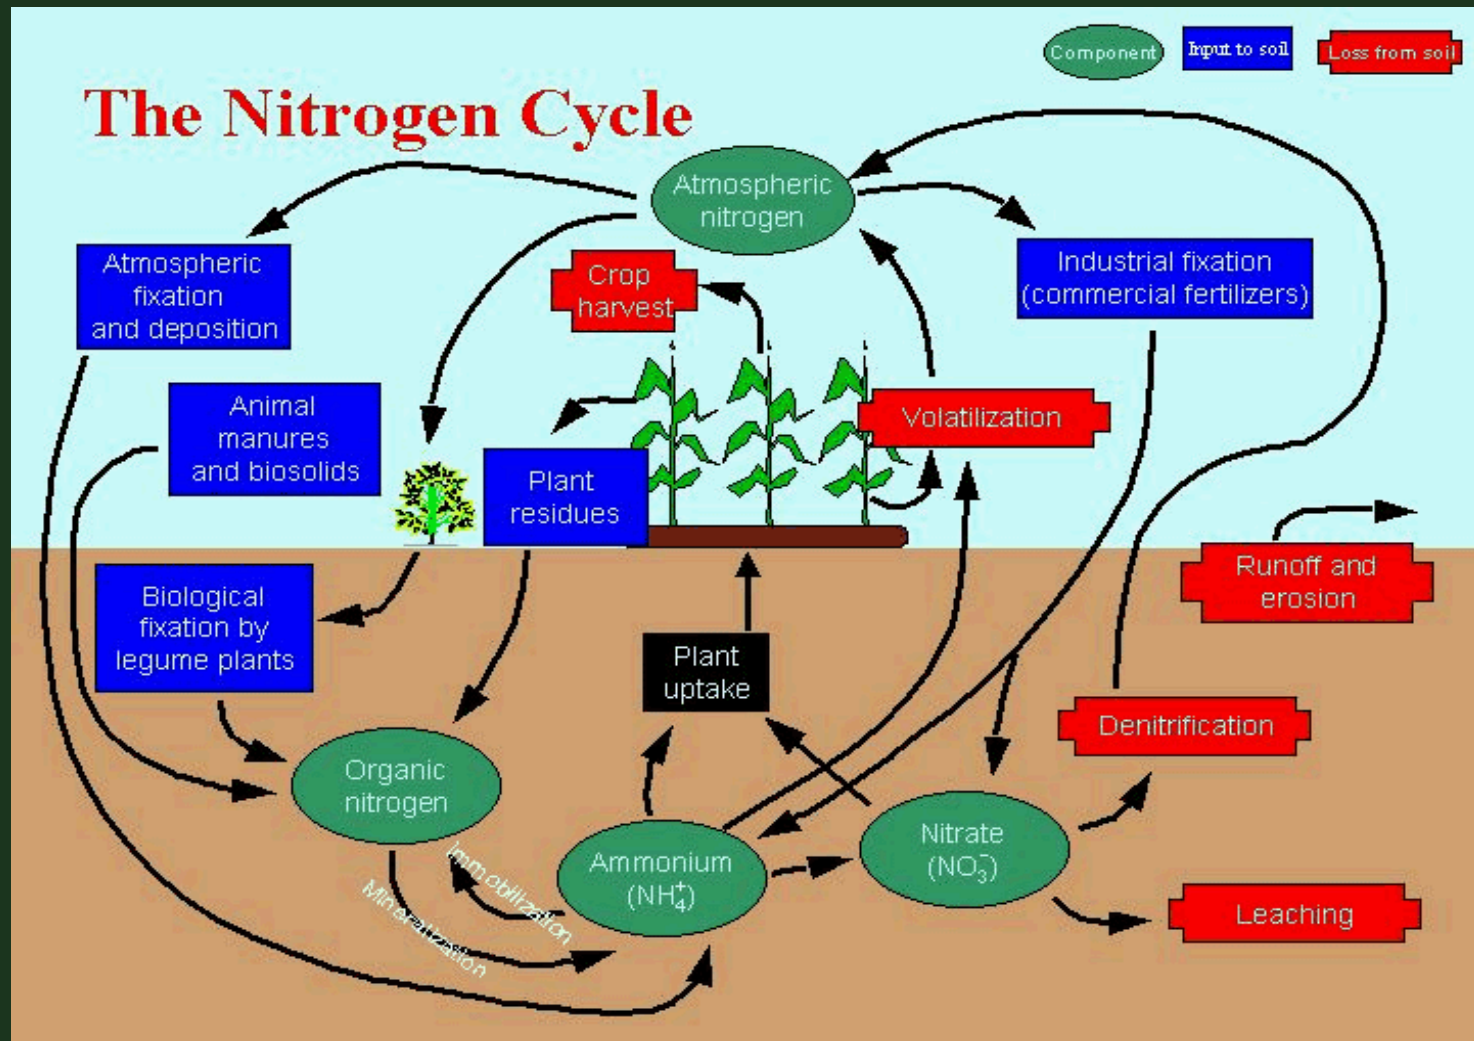 Component
Input to soil
Loss from soil
The Nitrogen Cycle
Atmospheric
nitrogen
Atmospheric
fixation
and deposition
Crop
harvest
Industrial fixation
(commercial fertilizers)
Animal
manures
and biosolids
Volatilization
Plant
residues
Runoff and
erosion
Biological
fixation by
legume plants
Plant
uptake
Denitrification
Organic
nitrogen
Ammonium
(NH₄⁺)
Nitrate
(NO₃⁻)
Immobilization
Mineralization
Leaching